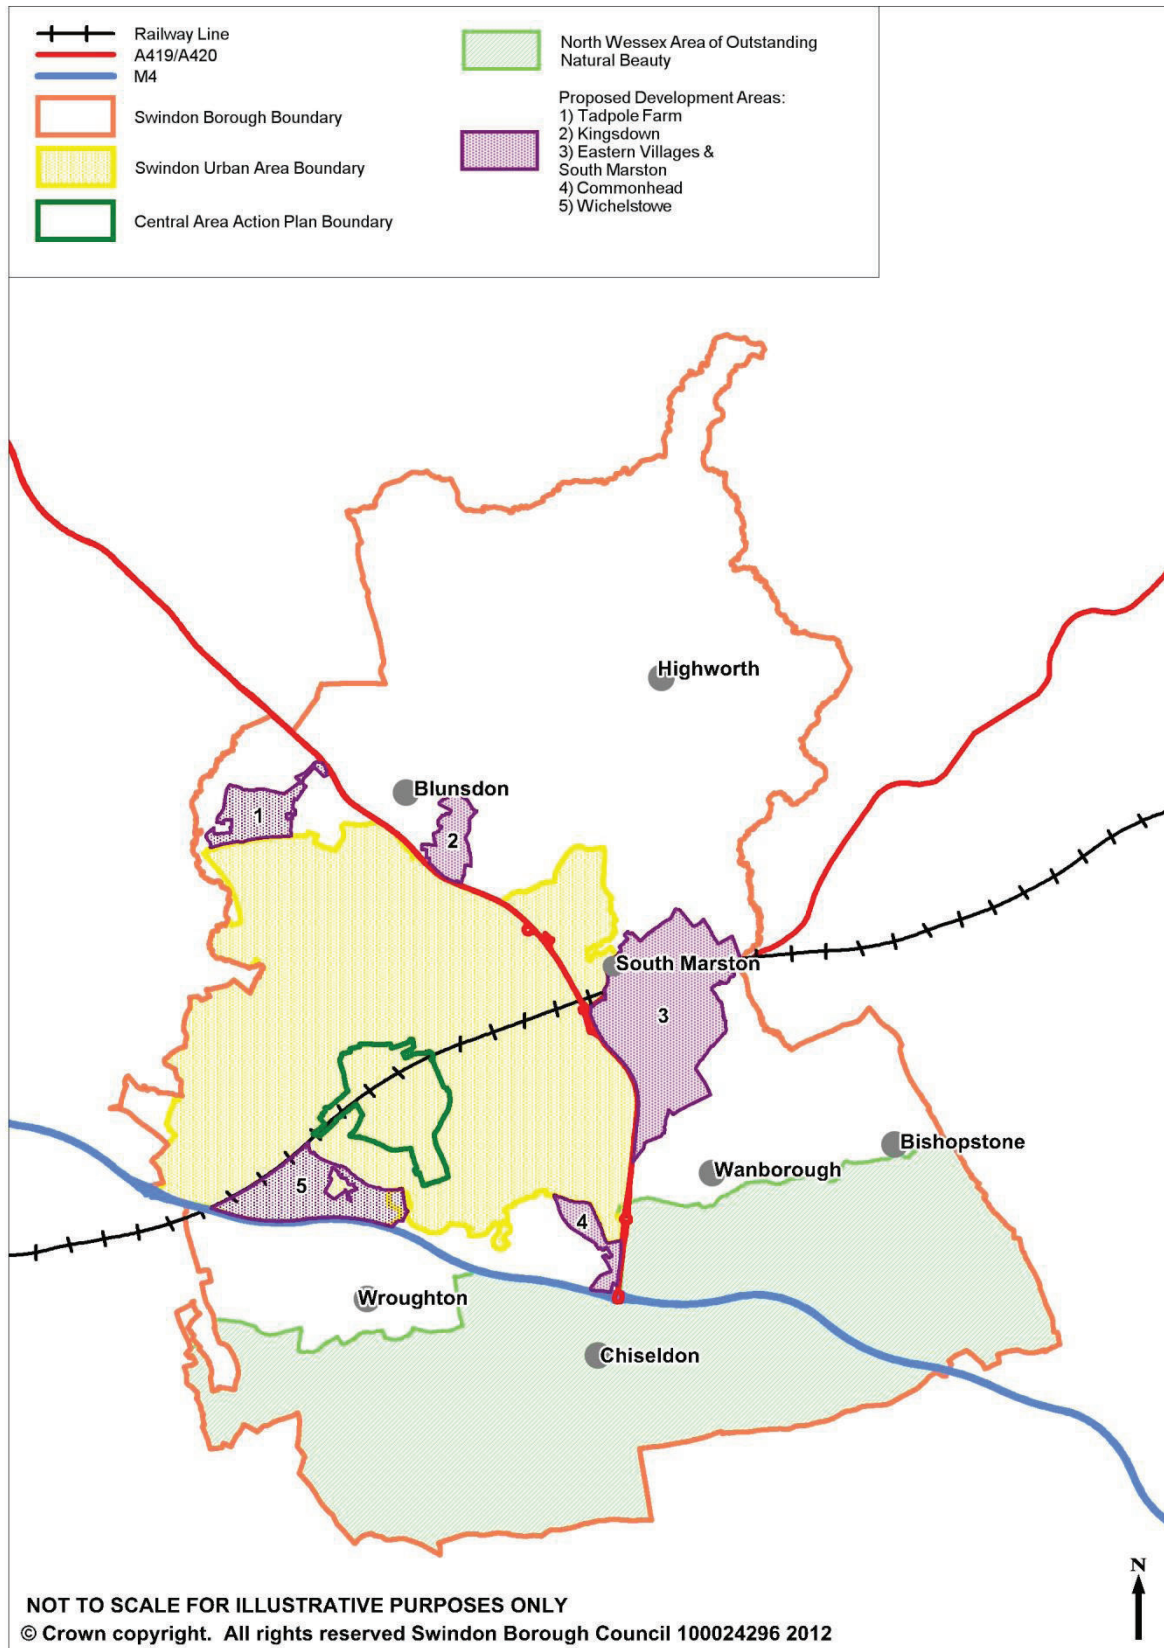 Railway Line
A419/A420
M4
Swindon Borough Boundary
Swindon Urban Area Boundary
Central Area Action Plan Boundary
North Wessex Area of Outstanding
Natural Beauty
Proposed Development Areas:
1) Tadpole Farm
2) Kingsdown
3) Eastern Villages &
South Marston
4) Commonhead
5) Wichelstowe
Highworth
Blunsdon
1
2
South Marston
3
Bishopstone
Wanborough
5
4
Wroughton
Chiseldon
N
NOT TO SCALE FOR ILLUSTRATIVE PURPOSES ONLY
© Crown copyright. All rights reserved Swindon Borough Council 100024296 2012